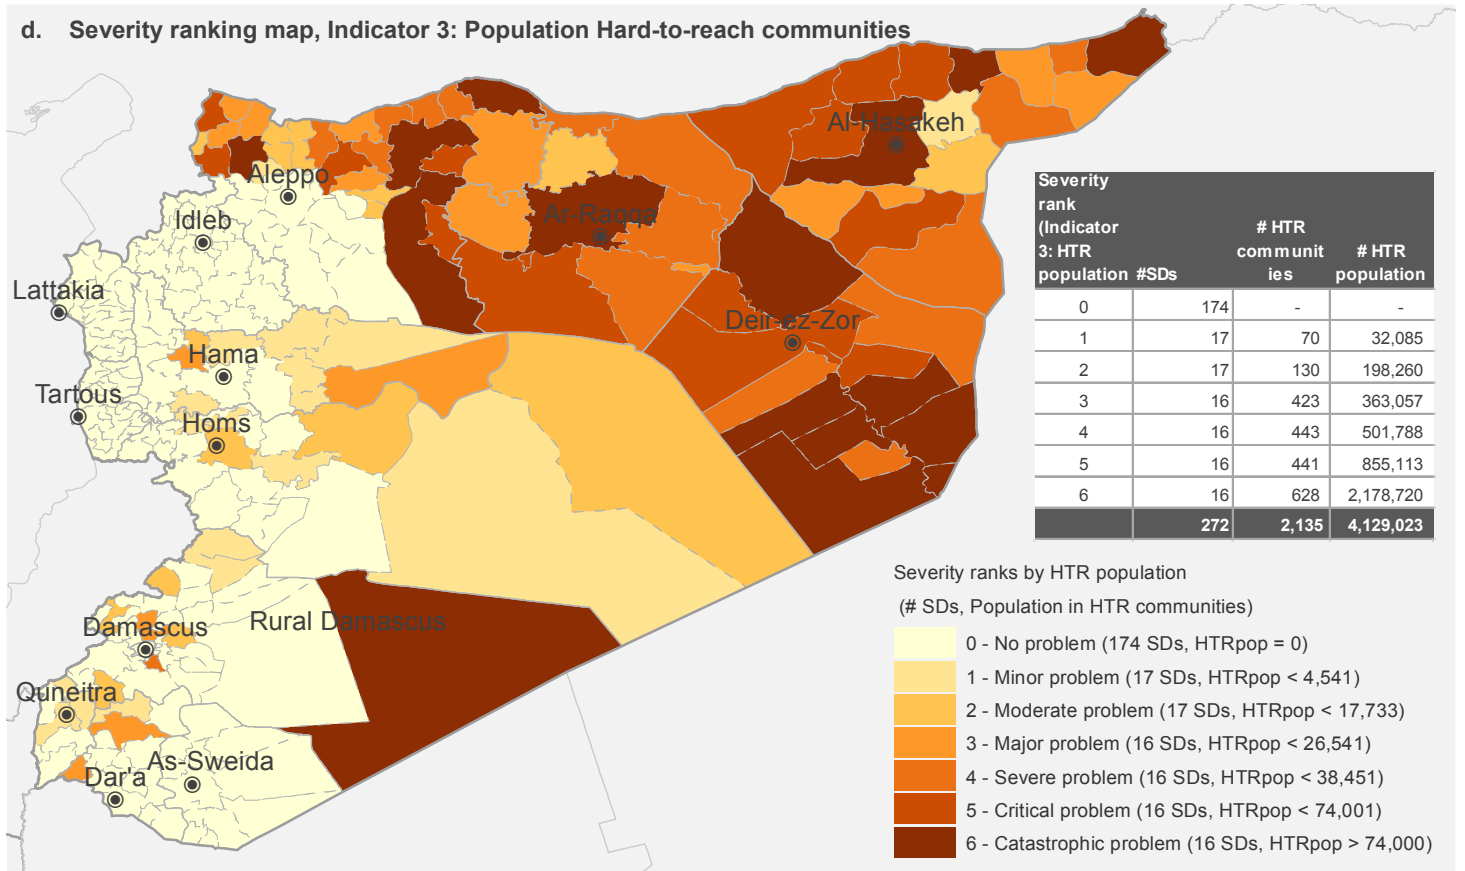 d. Severity ranking map, Indicator 3: Population Hard-to-reach communities
Al-Hasakeh
Aleppo
Idleb
Ar-Raqqa
Lattakia
Deir-ez-Zor
Hama
Tartous
Homs
Rural Damascus
Damascus
Quneitra
As-Sweida
Dar'a
Severity
rank
(Indicator # HTR
3: HTR communit # HTR
population #SDs ies population
0 174 - -
1 17 70 32,085
2 17 130 198,260
3 16 423 363,057
4 16 443 501,788
5 16 441 855,113
6 16 628 2,178,720
272 2,135 4,129,023
Severity ranks by HTR population
(# SDs, Population in HTR communities)
0 - No problem (174 SDs, HTRpop = 0)
1 - Minor problem (17 SDs, HTRpop < 4,541)
2 - Moderate problem (17 SDs, HTRpop < 17,733)
3 - Major problem (16 SDs, HTRpop < 26,541)
4 - Severe problem (16 SDs, HTRpop < 38,451)
5 - Critical problem (16 SDs, HTRpop < 74,001)
6 - Catastrophic problem (16 SDs, HTRpop > 74,000)